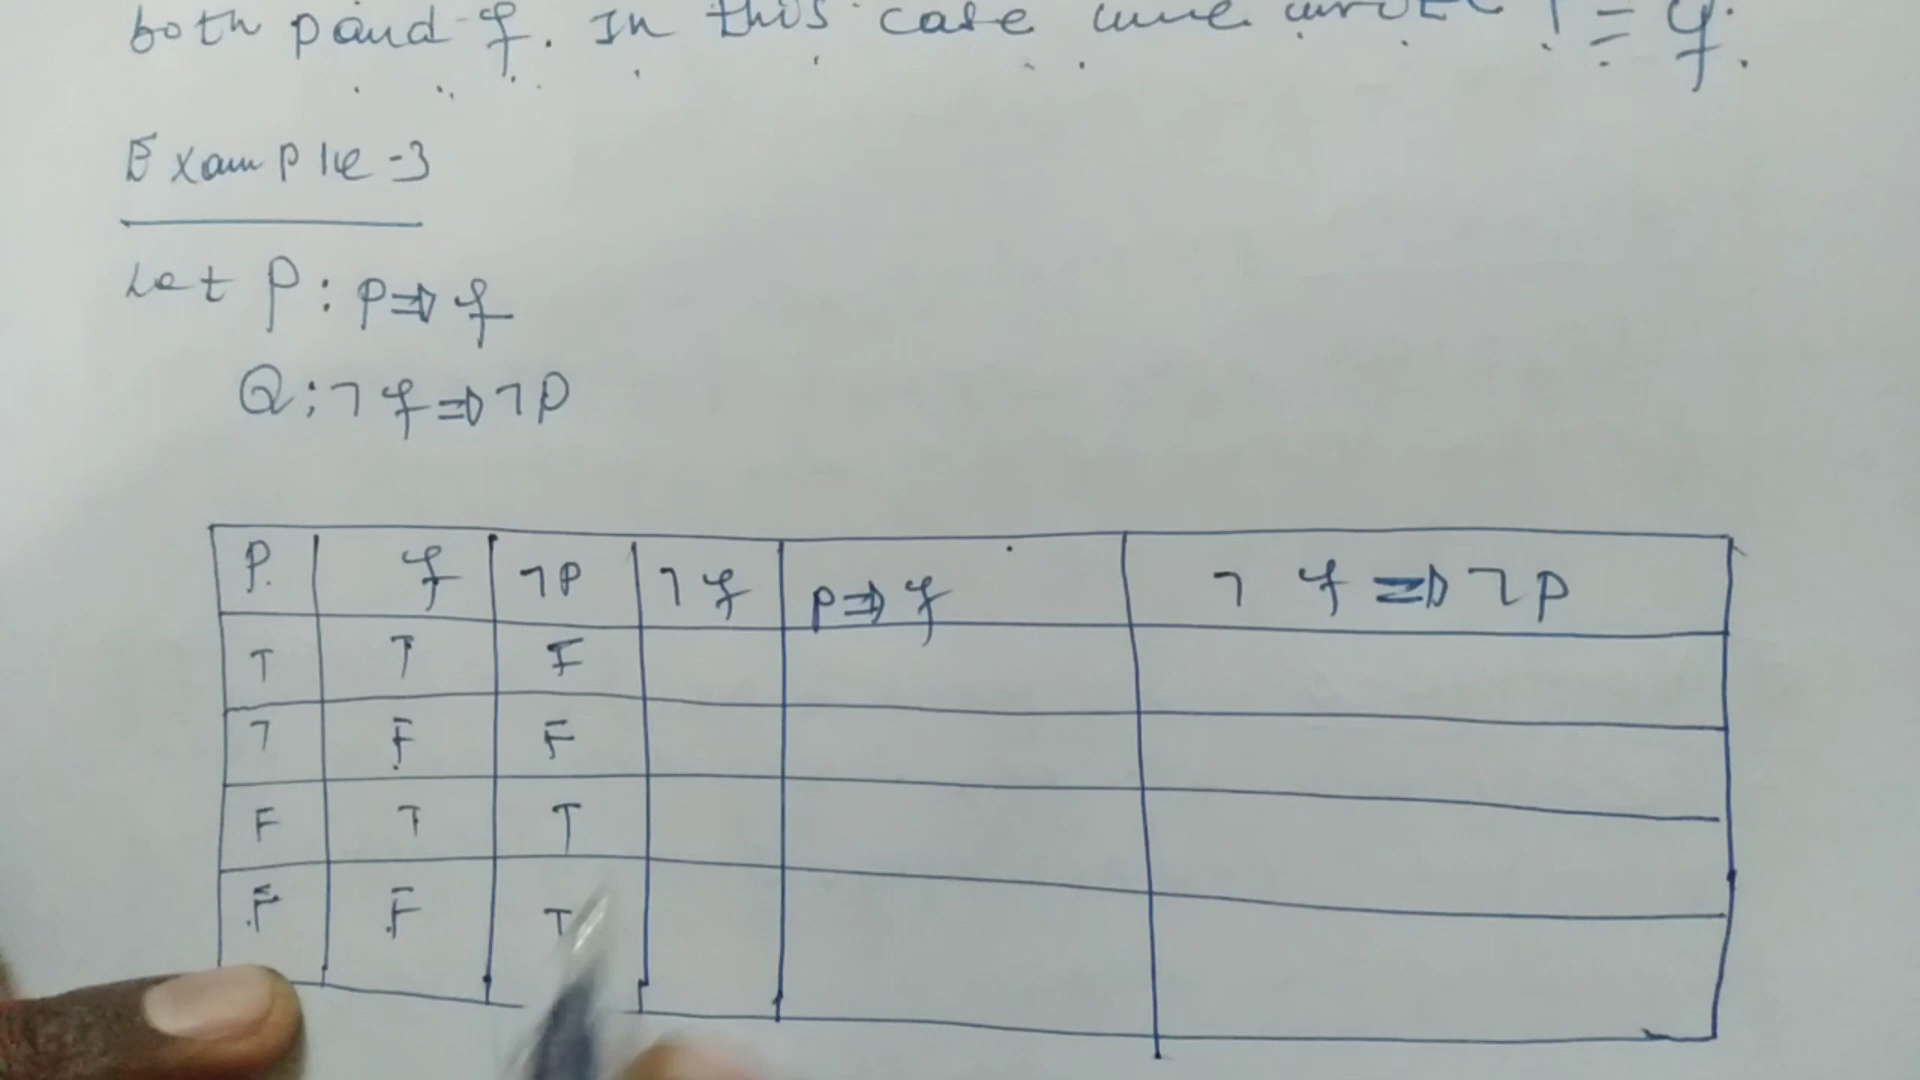 both p and q. In this case we write P ≡ q.
Example-3
Let P: p⇒q
Q: ¬q⇒¬p
P. q ¬p ¬q p⇒q ¬q⇒¬p
T T F
T F F
F T T
F F T